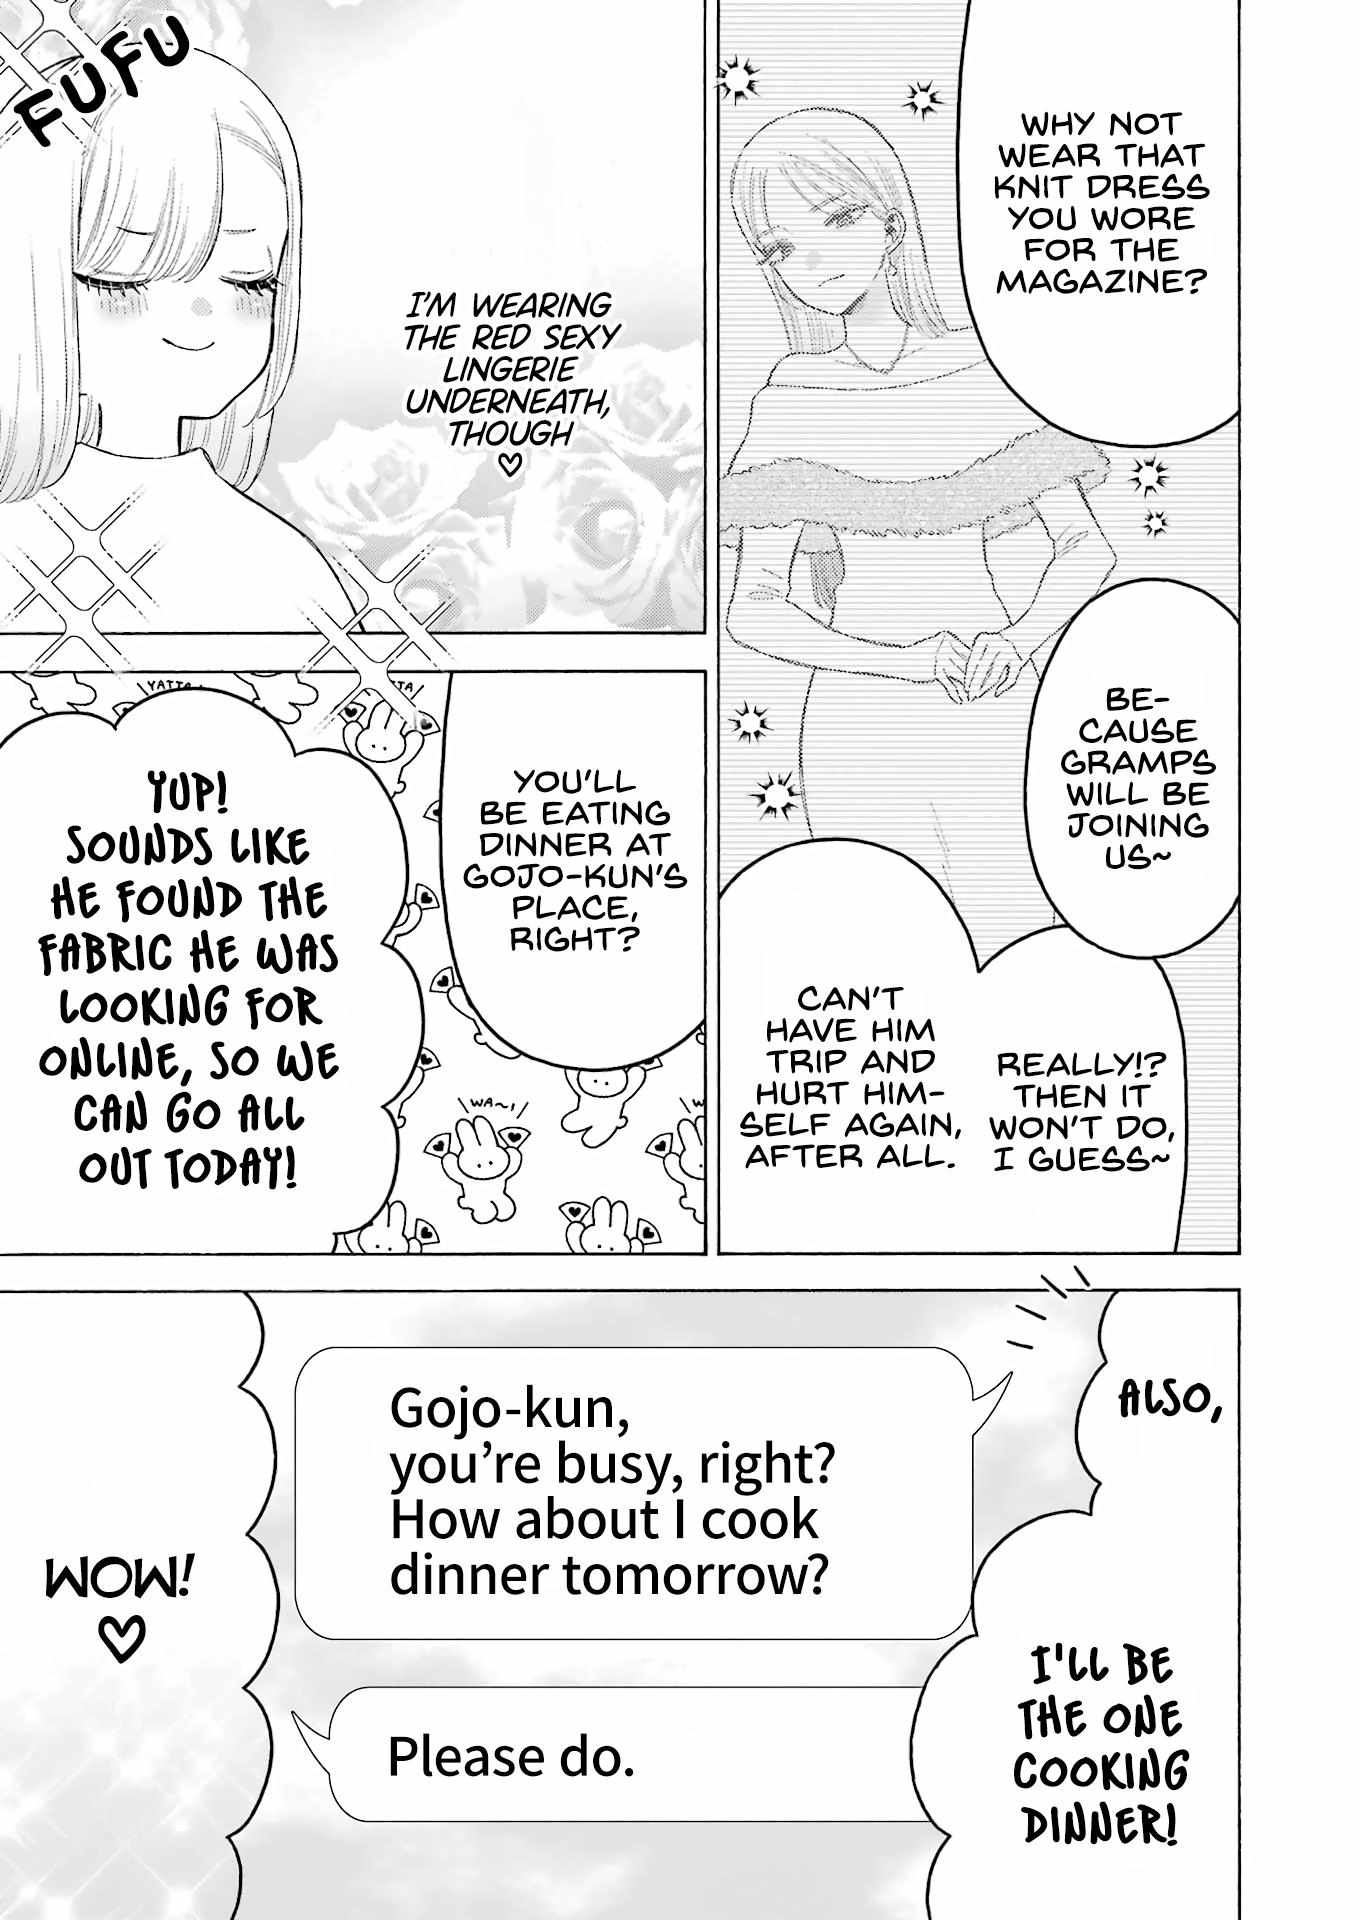 WHY NOT
WEAR THAT
KNIT DRESS
YOU WORE
FOR THE
MAGAZINE?
BE-
CAUSE
GRAMPS
WILL BE
JOINING
US~
REALLY!?
THEN IT
WON'T DO,
I GUESS~
CAN'T
HAVE HIM
TRIP AND
HURT HIM-
SELF AGAIN,
AFTER ALL.
I'M WEARING
THE RED SEXY
LINGERIE
UNDERNEATH,
THOUGH
♡
FUFU
YOU'LL
BE EATING
DINNER AT
GOJO-KUN'S
PLACE,
RIGHT?
YATTA
TTA
WA~!
WA
YUP!
SOUNDS LIKE
HE FOUND THE
FABRIC HE WAS
LOOKING FOR
ONLINE, SO WE
CAN GO ALL
OUT TODAY!
ALSO,
I'LL BE
THE ONE
COOKING
DINNER!
Gojo-kun,
you're busy, right?
How about I cook
dinner tomorrow?
Please do.
WOW!
♡